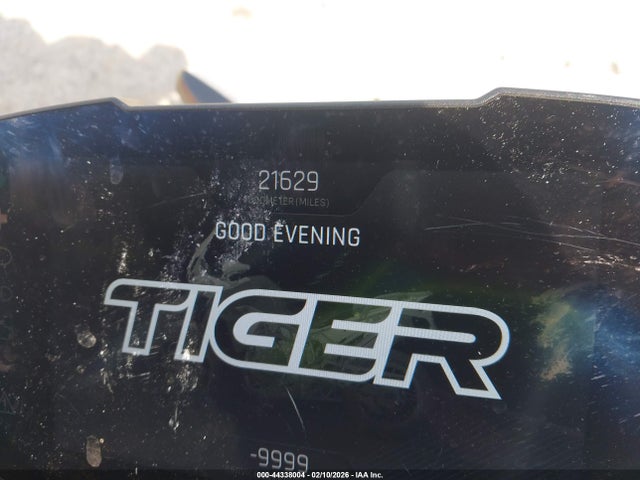 21629
ODOMETER (MILES)
GOOD EVENING
TIGER
-9999
000-44338004 - 02/10/2026 - IAA Inc.